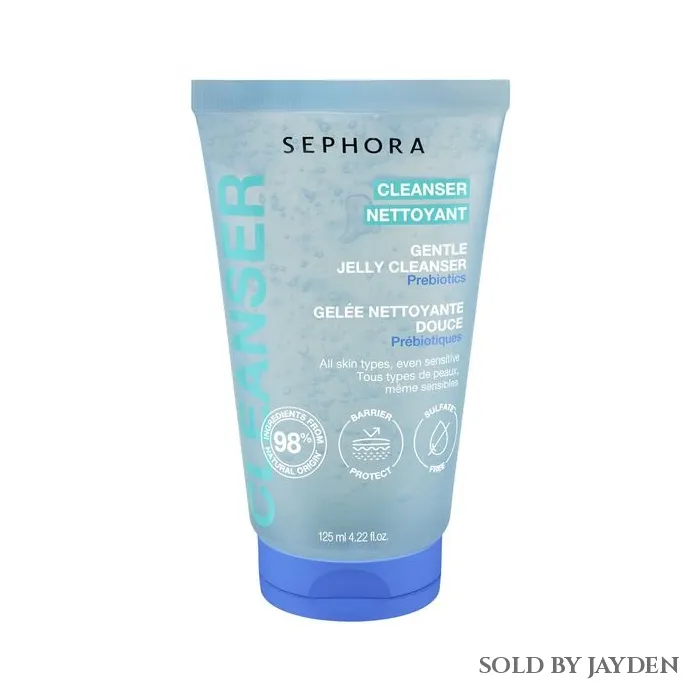 SEPHORA
CLEANSER
CLEANSER
NETTOYANT
GENTLE
JELLY CLEANSER
Prebiotics
GELÉE NETTOYANTE
DOUCE
Prébiotiques
All skin types, even sensitive
Tous types de peaux,
même sensibles
INGREDIENTS FROM
98%
NATURAL ORIGIN*
BARRIER
PROTECT
SULFATE
FREE
125 ml 4.22 fl.oz.
SOLD BY JAYDEN